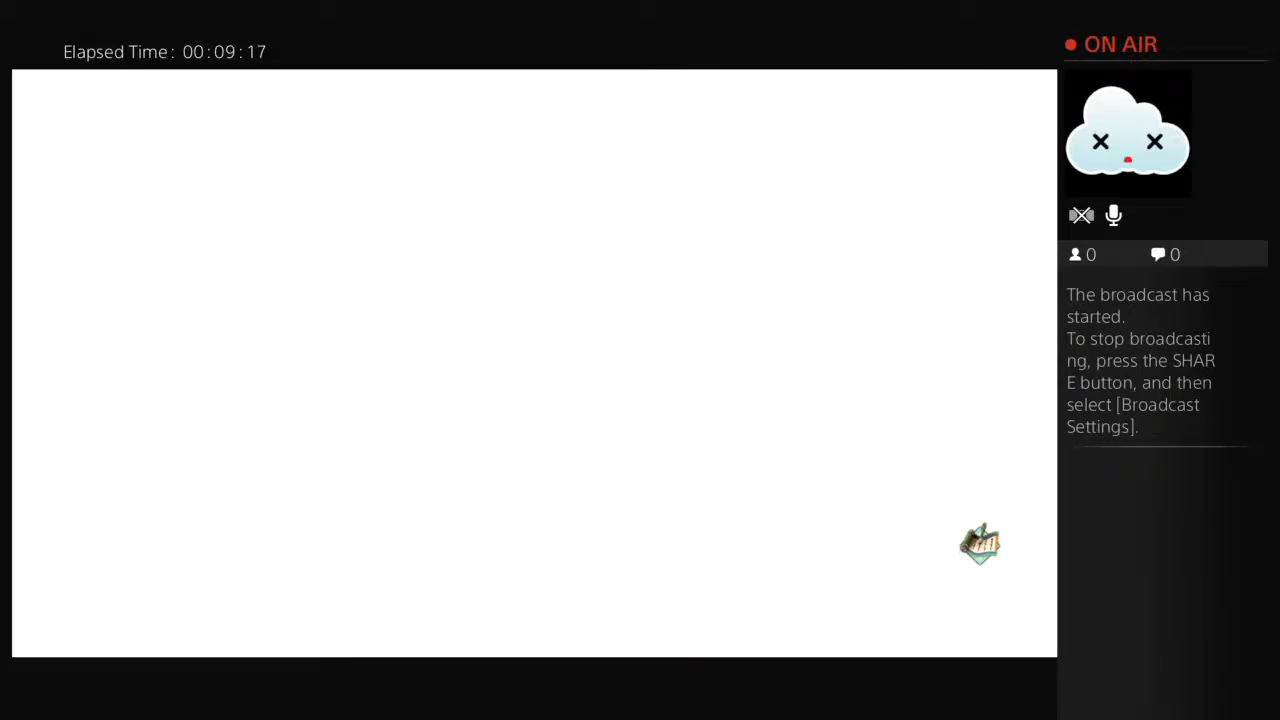 Elapsed Time: 00:09:17
ON AIR
0 0
The broadcast has
started.
To stop broadcasti
ng, press the SHAR
E button, and then
select [Broadcast
Settings].